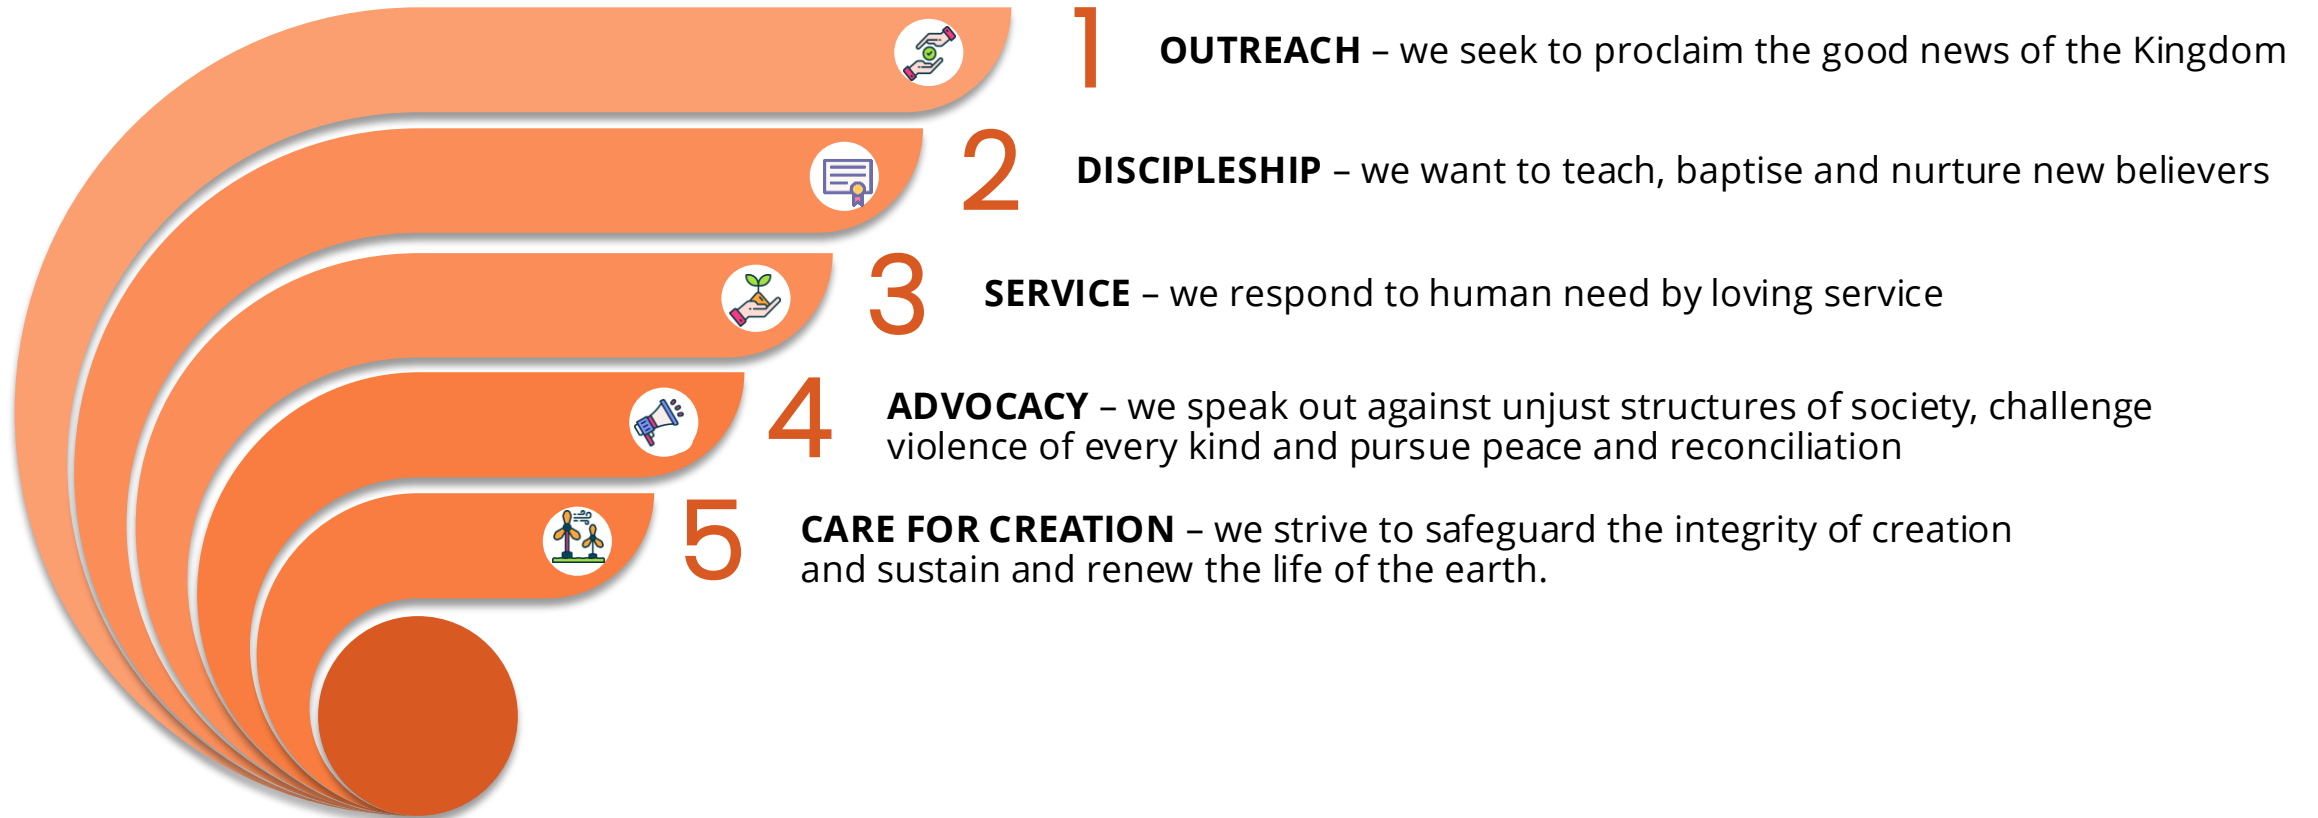 1
OUTREACH – we seek to proclaim the good news of the Kingdom
2
DISCIPLESHIP – we want to teach, baptise and nurture new believers
3
SERVICE – we respond to human need by loving service
4
ADVOCACY – we speak out against unjust structures of society, challenge
violence of every kind and pursue peace and reconciliation
5
CARE FOR CREATION – we strive to safeguard the integrity of creation
and sustain and renew the life of the earth.